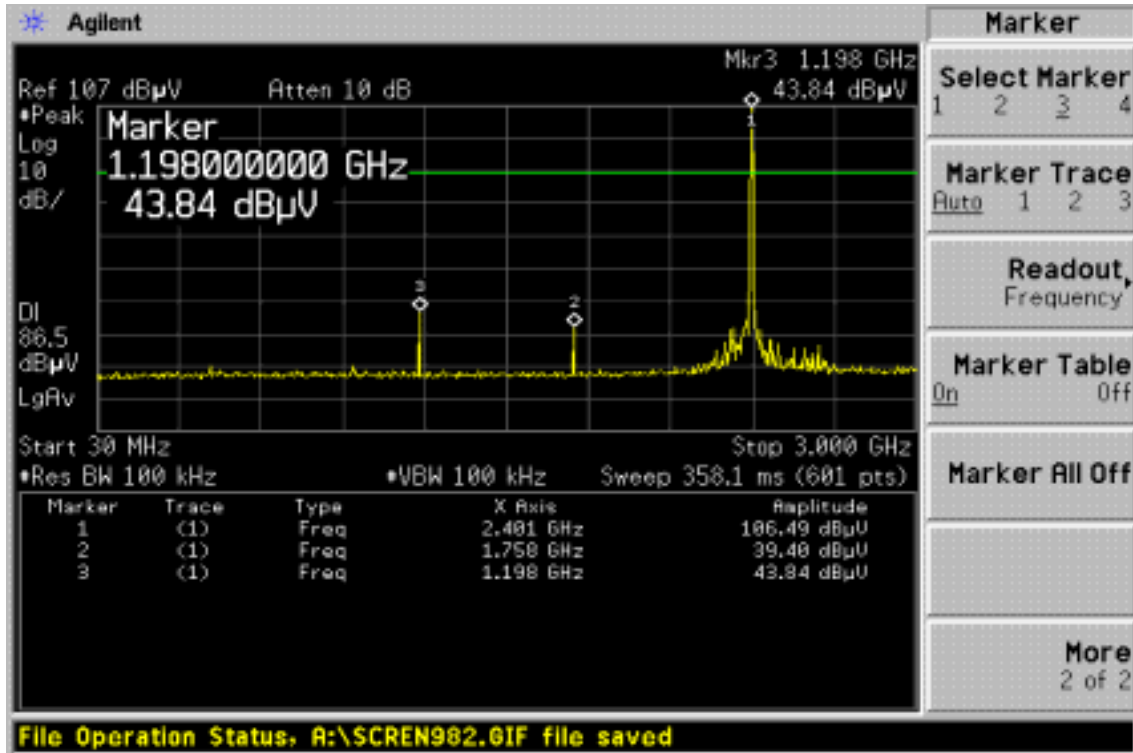 Agilent
Marker
Mkr3 1.198 GHz
Ref 107 dBµV Atten 10 dB 43.84 dBµV
#Peak
Log
10
dB/
Marker
1.198000000 GHz
43.84 dBµV
1
3
2
DI
86.5
dBµV
LgAv
Start 30 MHz Stop 3.000 GHz
#Res BW 100 kHz #VBW 100 kHz Sweep 358.1 ms (601 pts)
Marker Trace Type X Axis Amplitude
1 (1) Freq 2.401 GHz 106.49 dBµV
2 (1) Freq 1.758 GHz 39.40 dBµV
3 (1) Freq 1.198 GHz 43.84 dBµV
File Operation Status, A:\SCREN982.GIF file saved
Select Marker
1 2 3 4
Marker Trace
Auto 1 2 3
Readout
Frequency
Marker Table
On Off
Marker All Off
More
2 of 2